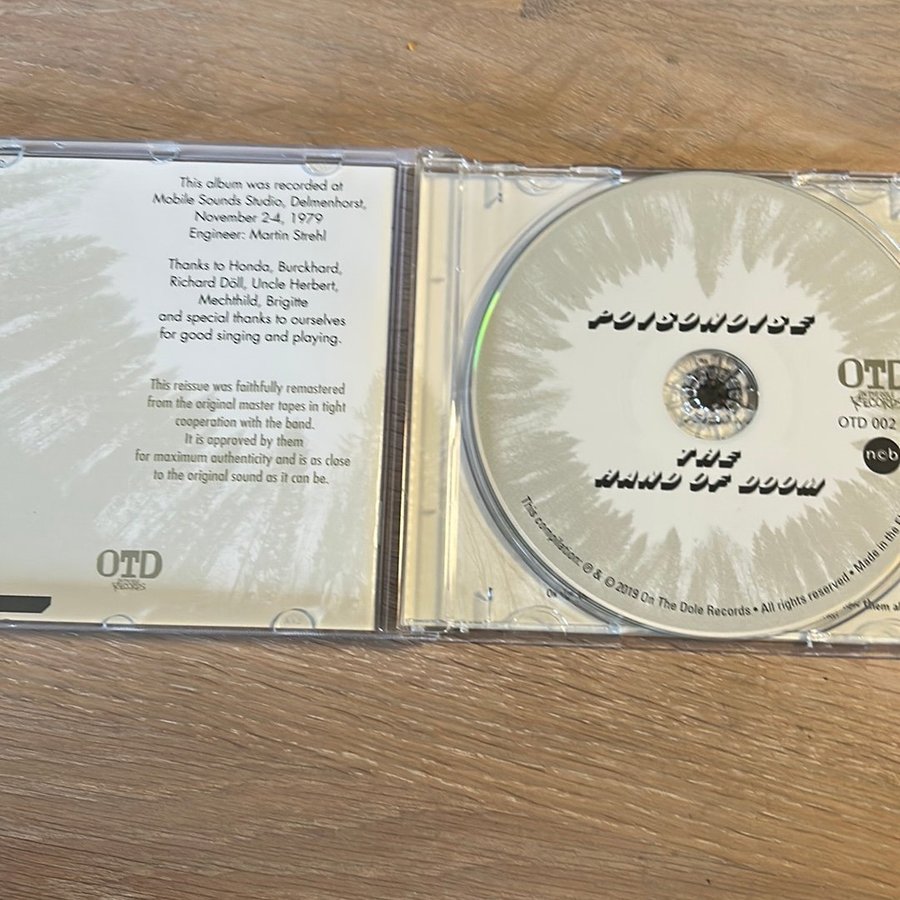 This album was recorded at
Mobile Sounds Studio, Delmenhorst,
November 2-4, 1979
Engineer: Martin Strehl
Thanks to Honda, Burckhard,
Richard Döll, Uncle Herbert,
Mechthild, Brigitte
and special thanks to ourselves
for good singing and playing.
This reissue was faithfully remastered
from the original master tapes in tight
cooperation with the band.
It is approved by them
for maximum authenticity and is as close
to the original sound as it can be.
OTD
RECORDS
POISONOISE
THE
HAND OF DOOM
OTD
RECORDS
OTD 002
ncb
This compilation: ℗ & © 2019 On The Dole Records • All rights reserved • Made in the
them